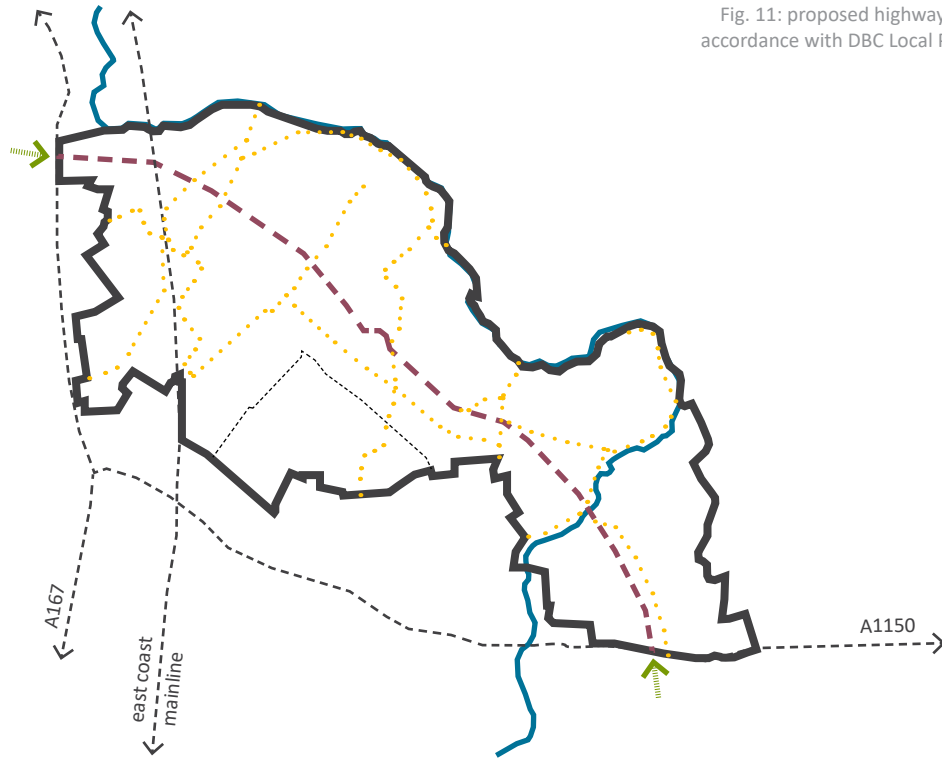 Fig. 11: proposed highway
accordance with DBC Local
A167
east coast
mainline
A1150